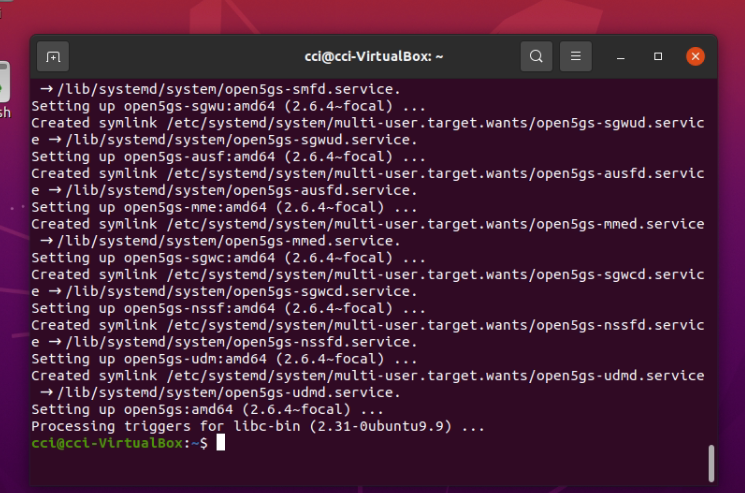 cci@cci-VirtualBox: ~
sh
→/lib/systemd/system/open5gs-smfd.service.
Setting up open5gs-sgwu:amd64 (2.6.4~focal) ...
Created symlink /etc/systemd/system/multi-user.target.wants/open5gs-sgwud.servic
e →/lib/systemd/system/open5gs-sgwud.service.
Setting up open5gs-ausf:amd64 (2.6.4~focal) ...
Created symlink /etc/systemd/system/multi-user.target.wants/open5gs-ausfd.servic
e →/lib/systemd/system/open5gs-ausfd.service.
Setting up open5gs-mme:amd64 (2.6.4~focal) ...
Created symlink /etc/systemd/system/multi-user.target.wants/open5gs-mmed.service
→/lib/systemd/system/open5gs-mmed.service.
Setting up open5gs-sgwc:amd64 (2.6.4~focal) ...
Created symlink /etc/systemd/system/multi-user.target.wants/open5gs-sgwcd.servic
e →/lib/systemd/system/open5gs-sgwcd.service.
Setting up open5gs-nssf:amd64 (2.6.4~focal) ...
Created symlink /etc/systemd/system/multi-user.target.wants/open5gs-nssfd.servic
e →/lib/systemd/system/open5gs-nssfd.service.
Setting up open5gs-udm:amd64 (2.6.4~focal) ...
Created symlink /etc/systemd/system/multi-user.target.wants/open5gs-udmd.service
→/lib/systemd/system/open5gs-udmd.service.
Setting up open5gs:amd64 (2.6.4~focal) ...
Processing triggers for libc-bin (2.31-0ubuntu9.9) ...
cci@cci-VirtualBox:~$